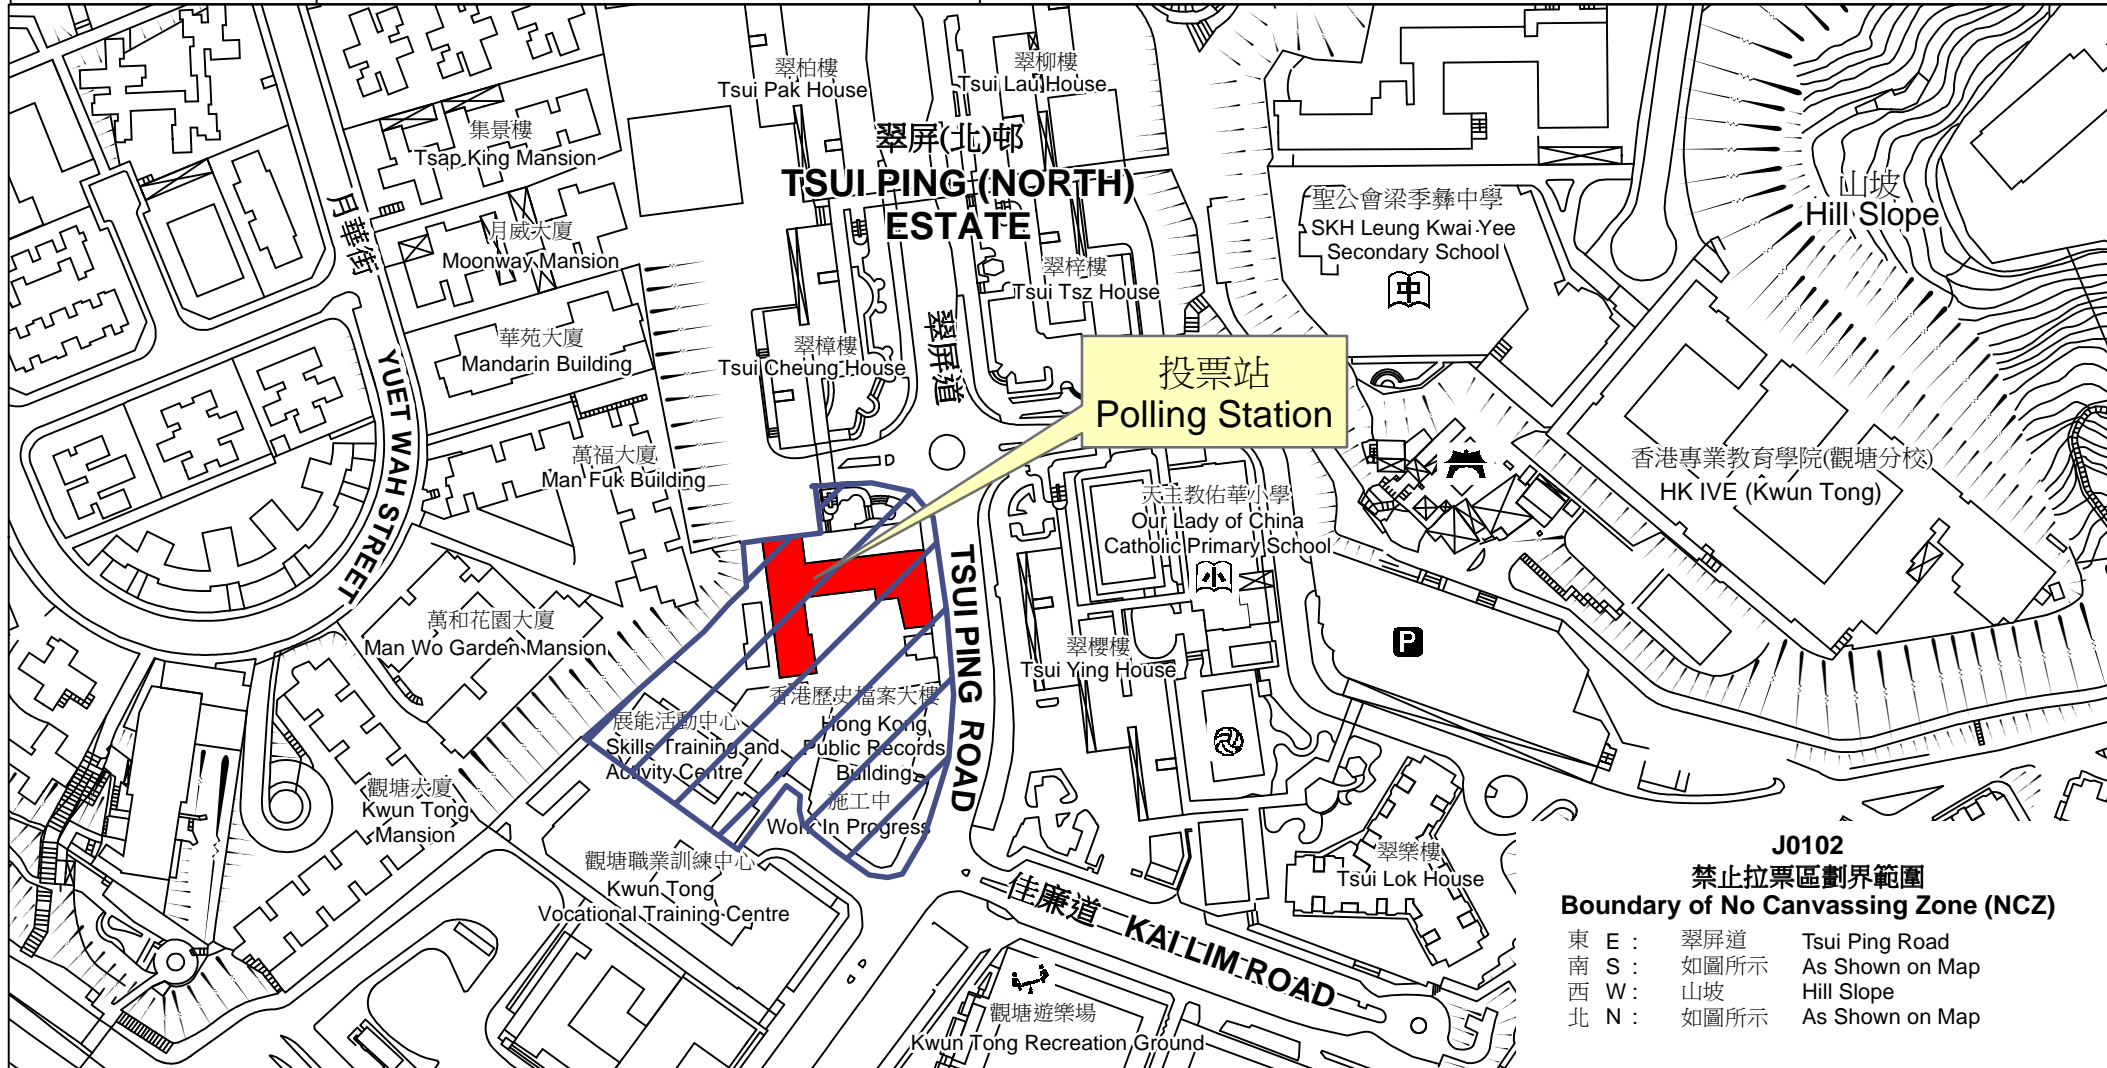 翠柏樓
Tsui Pak House
翠柳樓
Tsui Lau House
集景樓
Tsap King Mansion
翠屏(北)邨
TSUI PING (NORTH)
ESTATE
月華街
YUET WAH STREET
月威大廈
Moonway Mansion
聖公會梁季彝中學
SKH Leung Kwai Yee
Secondary School
中
山坡
Hill Slope
翠梓樓
Tsui Tsz House
華苑大廈
Mandarin Building
翠樟樓
Tsui Cheung House
翠屏道
TSUI PING ROAD
投票站
Polling Station
萬福大廈
Man Fuk Building
天主教佑華小學
Our Lady of China
Catholic Primary School
小
香港專業教育學院(觀塘分校)
HK IVE (Kwun Tong)
萬和花園大廈
Man Wo Garden Mansion
翠櫻樓
Tsui Ying House
P
香港歷史檔案大樓
Hong Kong
Public Records
Building
施工中
Work In Progress
展能活動中心
Skills Training and
Activity Centre
觀塘大廈
Kwun Tong
Mansion
觀塘職業訓練中心
Kwun Tong
Vocational Training Centre
翠樂樓
Tsui Lok House
佳廉道 KAI LIM ROAD
觀塘遊樂場
Kwun Tong Recreation Ground
J0102
禁止拉票區劃界範圍
Boundary of No Canvassing Zone (NCZ)
東 E : 翠屏道 Tsui Ping Road
南 S : 如圖所示 As Shown on Map
西 W : 山坡 Hill Slope
北 N : 如圖所示 As Shown on Map